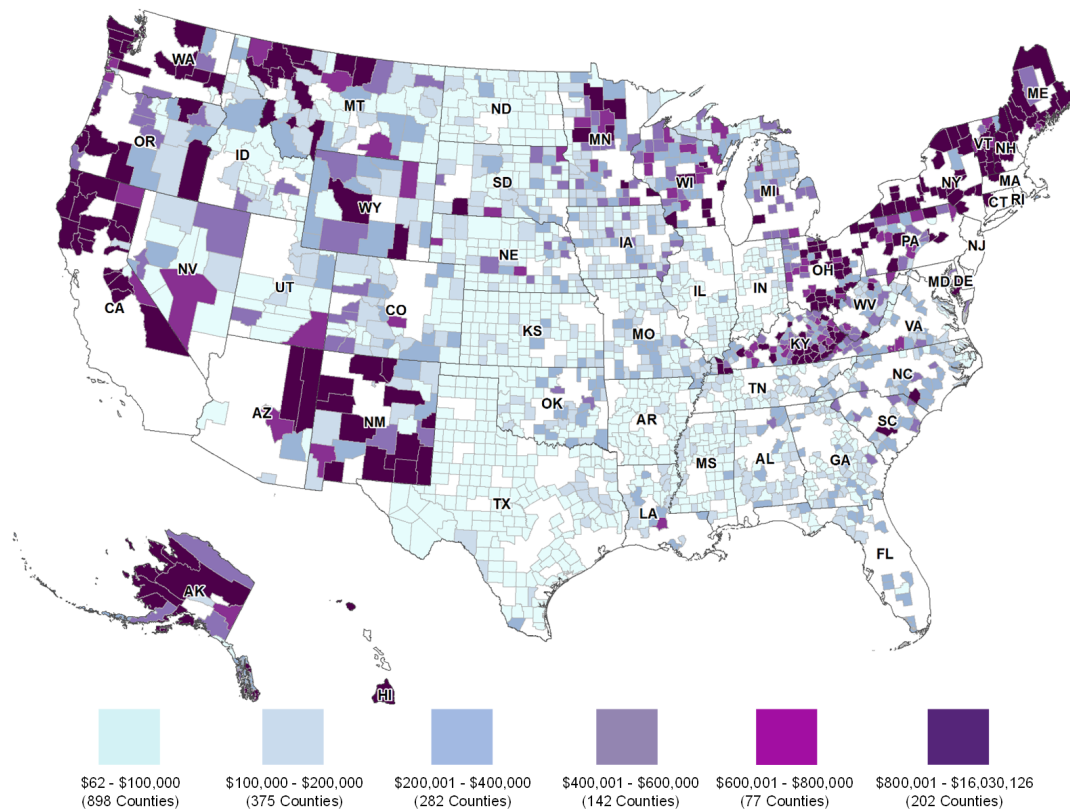 WA
ME
MT
ND
VT
OR
MN
NH
ID
SD
WI
NY
MA
WY
MI
CT
RI
IA
PA
NE
NJ
NV
OH
UT
IL
IN
MD
DE
CA
CO
WV
KS
MO
VA
KY
NC
TN
OK
AZ
NM
AR
SC
MS
AL
GA
TX
LA
FL
AK
HI
$62 - $100,000
$100,000 - $200,000
$200,001 - $400,000
$400,001 - $600,000
$600,001 - $800,000
$800,001 - $16,030,126
(898 Counties)
(375 Counties)
(282 Counties)
(142 Counties)
(77 Counties)
(202 Counties)